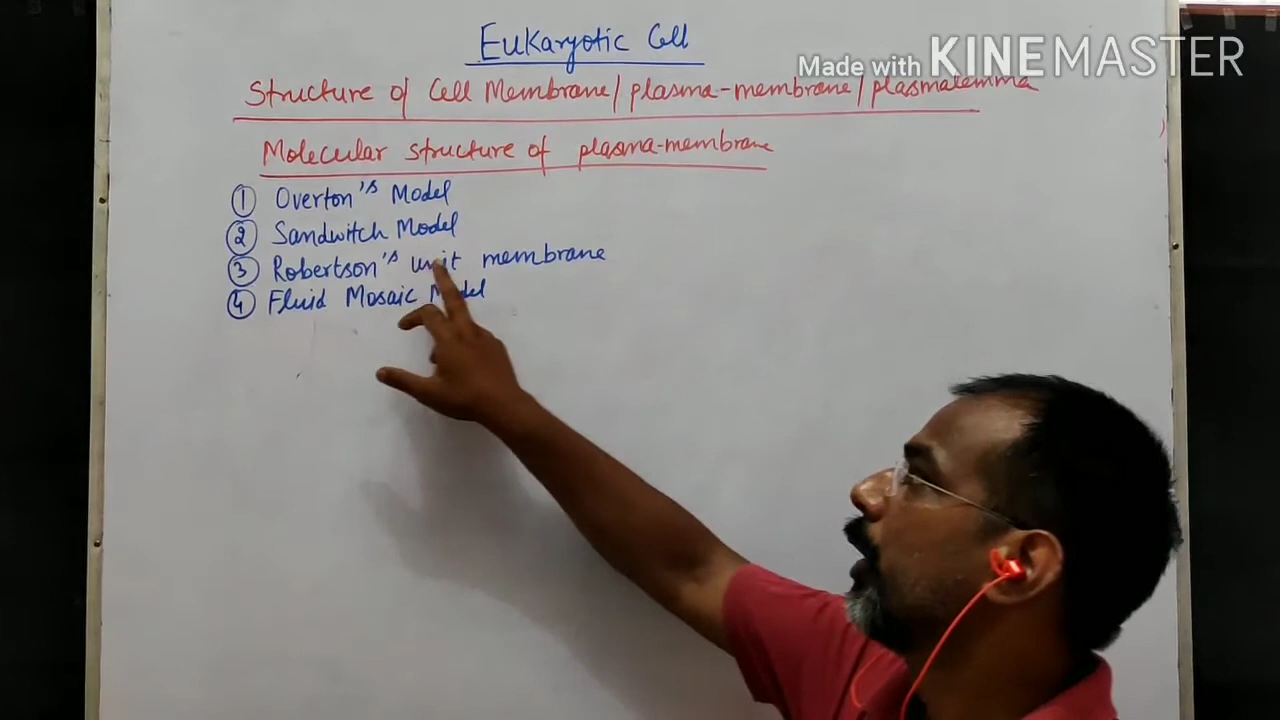 Eukaryotic Cell
Made with KINEMASTER
Structure of Cell Membrane/plasma-membrane/plasmalemma
Molecular structure of plasma-membrane
① Overton's Model
② Sandwitch Model
③ Robertson's unit membrane
④ Fluid Mosaic Model